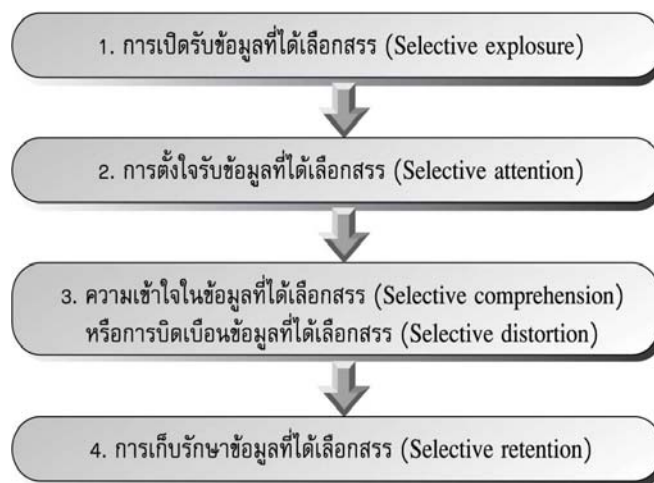 1. การเปิดรับข้อมูลที่ได้เลือกสรร (Selective explosure)
2. การตั้งใจรับข้อมูลที่ได้เลือกสรร (Selective attention)
3. ความเข้าใจในข้อมูลที่ได้เลือกสรร (Selective comprehension)
หรือการบิดเบือนข้อมูลที่ได้เลือกสรร (Selective distortion)
4. การเก็บรักษาข้อมูลที่ได้เลือกสรร (Selective retention)